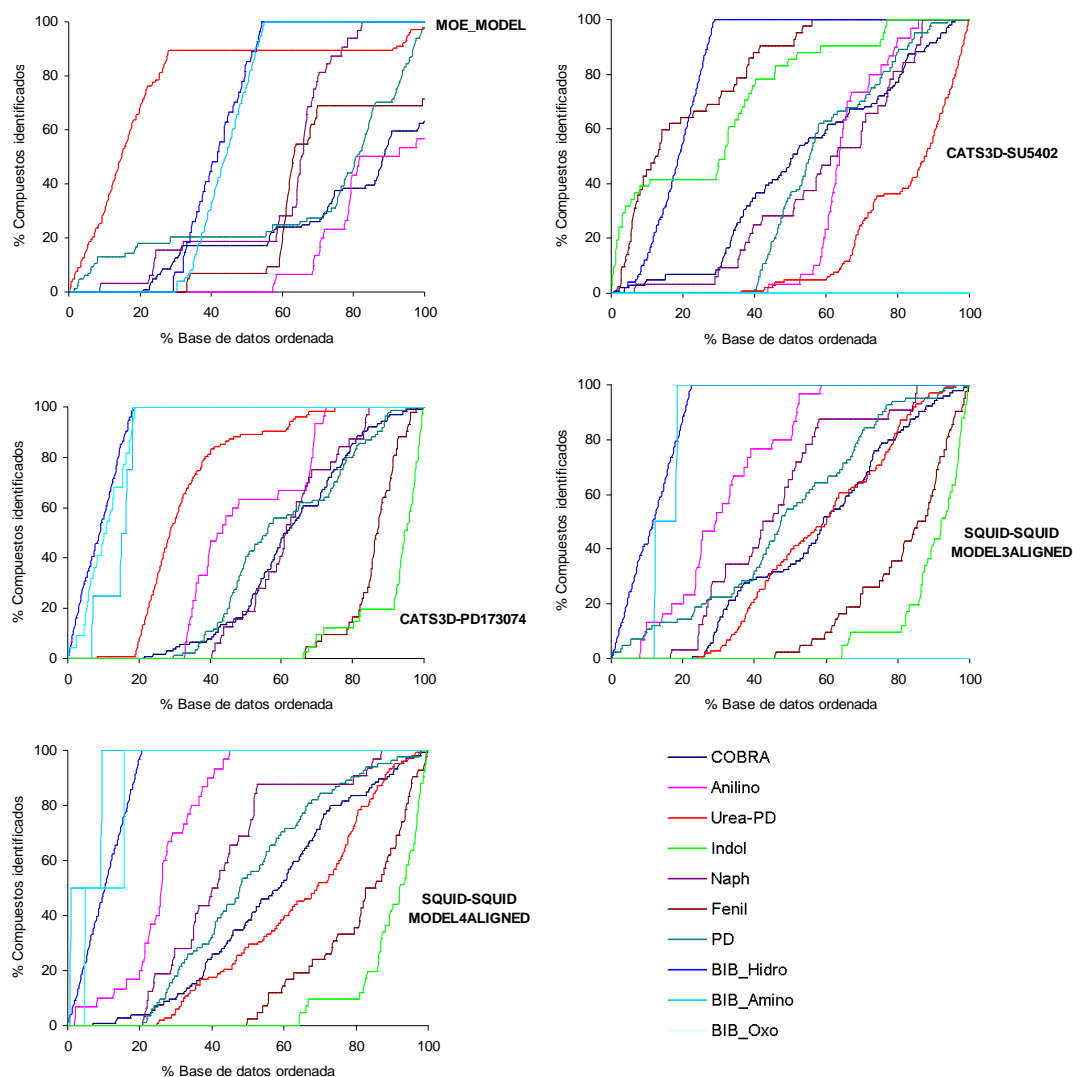 MOE_MODEL
% Compuestos identificados
100
80
60
40
20
0
0 20 40 60 80 100
% Base de datos ordenada
CATS3D-SU5402
% Compuestos identificados
100
80
60
40
20
0
0 20 40 60 80 100
% Base de datos ordenada
CATS3D-PD173074
% Compuestos identificados
100
80
60
40
20
0
0 20 40 60 80 100
% Base de datos ordenada
SQUID-SQUID
MODEL3ALIGNED
% Compuestos identificados
100
80
60
40
20
0
0 20 40 60 80 100
% Base de datos ordenada
SQUID-SQUID
MODEL4ALIGNED
% Compuestos identificados
100
80
60
40
20
0
0 20 40 60 80 100
% Base de datos ordenada
COBRA
Anilino
Urea-PD
Indol
Naph
Fenil
PD
BIB_Hidro
BIB_Amino
BIB_Oxo